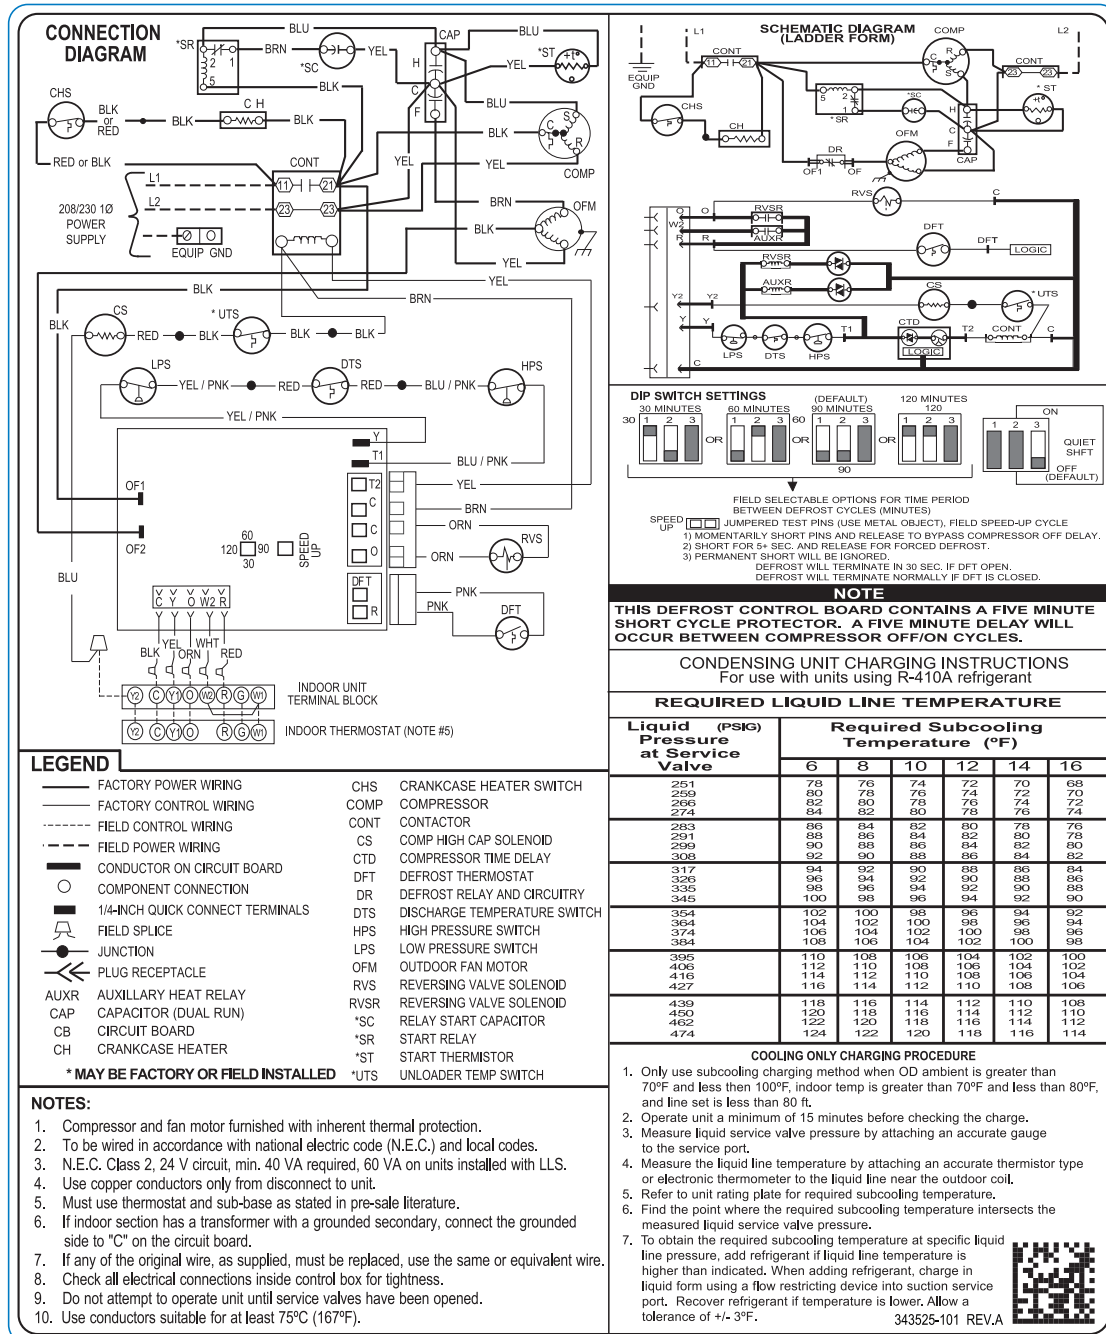 CONNECTION
DIAGRAM
BLU
CAP
BLU
*SR
BRN
YEL
*SC
2 1
5
H
C
F
YEL
*ST
+t°
BLK
BLU
CHS
BLK
or
RED
BLK
C H
BLK
BLK
S
C
R
COMP
YEL
YEL
RED or BLK
CONT
L1
11
21
L2
23
23
208/230 1Ø
POWER
SUPPLY
EQUIP GND
BRN
OFM
BLK
YEL
YEL
BLK
BRN
BLK
CS
RED
BLK
* UTS
BLK
BLK
LPS
DTS
HPS
YEL / PNK
RED
RED
BLU / PNK
YEL / PNK
Y
T1
BLU / PNK
T2
YEL
C
BRN
C
ORN
O
ORN
RVS
OF1
OF2
60
120 90
30
SPEED
UP
BLU
DFT
R
PNK
PNK
DFT
C Y O W2 R
BLK YEL ORN WHT RED
Y2 C Y1 O W2 R G W1
INDOOR UNIT
TERMINAL BLOCK
Y2 C Y1 O R G W1
INDOOR THERMOSTAT (NOTE #5)
LEGEND
FACTORY POWER WIRING
FACTORY CONTROL WIRING
FIELD CONTROL WIRING
FIELD POWER WIRING
CONDUCTOR ON CIRCUIT BOARD
COMPONENT CONNECTION
1/4-INCH QUICK CONNECT TERMINALS
FIELD SPLICE
JUNCTION
PLUG RECEPTACLE
AUXR AUXILLARY HEAT RELAY
CAP CAPACITOR (DUAL RUN)
CB CIRCUIT BOARD
CH CRANKCASE HEATER
* MAY BE FACTORY OR FIELD INSTALLED
CHS CRANKCASE HEATER SWITCH
COMP COMPRESSOR
CONT CONTACTOR
CS COMP HIGH CAP SOLENOID
CTD COMPRESSOR TIME DELAY
DFT DEFROST THERMOSTAT
DR DEFROST RELAY AND CIRCUITRY
DTS DISCHARGE TEMPERATURE SWITCH
HPS HIGH PRESSURE SWITCH
LPS LOW PRESSURE SWITCH
OFM OUTDOOR FAN MOTOR
RVS REVERSING VALVE SOLENOID
RVSR REVERSING VALVE SOLENOID
*SC RELAY START CAPACITOR
*SR START RELAY
*ST START THERMISTOR
*UTS UNLOADER TEMP SWITCH
NOTES:
1. Compressor and fan motor furnished with inherent thermal protection.
2. To be wired in accordance with national electric code (N.E.C.) and local codes.
3. N.E.C. Class 2, 24 V circuit, min. 40 VA required, 60 VA on units installed with LLS.
4. Use copper conductors only from disconnect to unit.
5. Must use thermostat and sub-base as stated in pre-sale literature.
6. If indoor section has a transformer with a grounded secondary, connect the grounded
side to "C" on the circuit board.
7. If any of the original wire, as supplied, must be replaced, use the same or equivalent wire.
8. Check all electrical connections inside control box for tightness.
9. Do not attempt to operate unit until service valves have been opened.
10. Use conductors suitable for at least 75ºC (167ºF).
SCHEMATIC DIAGRAM
(LADDER FORM)
L1
COMP
L2
CONT
11
21
C
R
S
CONT
23
23
EQUIP
GND
CHS
5
2
1
* SR
*SC
H
C
F
CAP
* ST
+t°
CH
OFM
DR
OF1
OF
RVS
C
O
O
RVSR
W2
AUXR
R
R
DFT
DFT
LOGIC
RVSR
AUXR
CS
* UTS
Y2
Y2
Y
Y
LPS
DTS
HPS
T1
CTD
LOGIC
T2
CONT
C
C
DIP SWITCH SETTINGS
30 MINUTES
60 MINUTES
(DEFAULT)
90 MINUTES
120 MINUTES
120
30
1 2 3
OR
1 2 3
60
OR
1 2 3
90
OR
1 2 3
1 2 3
ON
QUIET
SHFT
OFF
(DEFAULT)
FIELD SELECTABLE OPTIONS FOR TIME PERIOD
BETWEEN DEFROST CYCLES (MINUTES)
SPEED
UP
JUMPERED TEST PINS (USE METAL OBJECT), FIELD SPEED-UP CYCLE
1) MOMENTARILY SHORT PINS AND RELEASE TO BYPASS COMPRESSOR OFF DELAY.
2) SHORT FOR 5+ SEC. AND RELEASE FOR FORCED DEFROST.
3) PERMANENT SHORT WILL BE IGNORED.
DEFROST WILL TERMINATE IN 30 SEC. IF DFT OPEN.
DEFROST WILL TERMINATE NORMALLY IF DFT IS CLOSED.
NOTE
THIS DEFROST CONTROL BOARD CONTAINS A FIVE MINUTE
SHORT CYCLE PROTECTOR. A FIVE MINUTE DELAY WILL
OCCUR BETWEEN COMPRESSOR OFF/ON CYCLES.
CONDENSING UNIT CHARGING INSTRUCTIONS
For use with units using R-410A refrigerant
REQUIRED LIQUID LINE TEMPERATURE
Liquid (PSIG)
Pressure
at Service
Valve
Required Subcooling
Temperature (ºF)
6 8 10 12 14 16
251 78 76 74 72 70 68
259 80 78 76 74 72 70
266 82 80 78 76 74 72
274 84 82 80 78 76 74
283 86 84 82 80 78 76
291 88 86 84 82 80 78
299 90 88 86 84 82 80
308 92 90 88 86 84 82
317 94 92 90 88 86 84
326 96 94 92 90 88 86
335 98 96 94 92 90 88
345 100 98 96 94 92 90
354 102 100 98 96 94 92
364 104 102 100 98 96 94
374 106 104 102 100 98 96
384 108 106 104 102 100 98
395 110 108 106 104 102 100
406 112 110 108 106 104 102
416 114 112 110 108 106 104
427 116 114 112 110 108 106
439 118 116 114 112 110 108
450 120 118 116 114 112 110
462 122 120 118 116 114 112
474 124 122 120 118 116 114
COOLING ONLY CHARGING PROCEDURE
1. Only use subcooling charging method when OD ambient is greater than
70ºF and less then 100ºF, indoor temp is greater than 70ºF and less than 80ºF,
and line set is less than 80 ft.
2. Operate unit a minimum of 15 minutes before checking the charge.
3. Measure liquid service valve pressure by attaching an accurate gauge
to the service port.
4. Measure the liquid line temperature by attaching an accurate thermistor type
or electronic thermometer to the liquid line near the outdoor coil.
5. Refer to unit rating plate for required subcooling temperature.
6. Find the point where the required subcooling temperature intersects the
measured liquid service valve pressure.
7. To obtain the required subcooling temperature at specific liquid
line pressure, add refrigerant if liquid line temperature is
higher than indicated. When adding refrigerant, charge in
liquid form using a flow restricting device into suction service
port. Recover refrigerant if temperature is lower. Allow a
tolerance of +/- 3ºF.
343525-101 REV.A